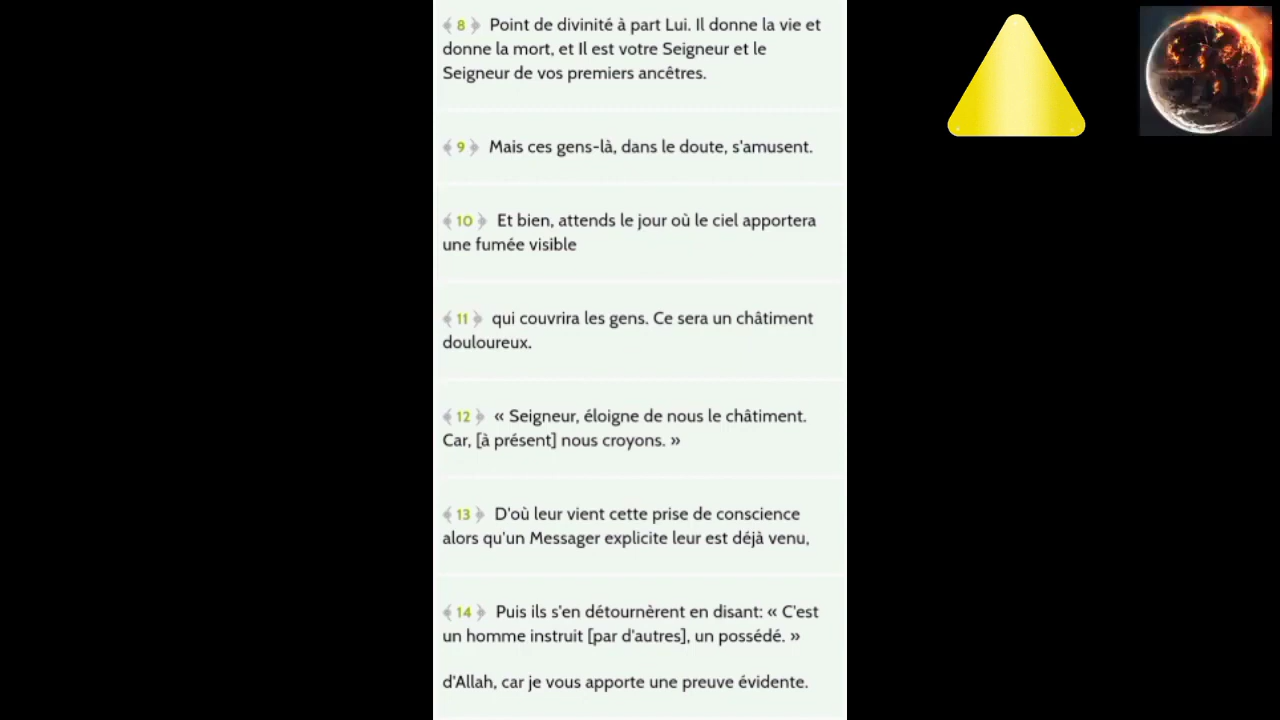 8 Point de divinité à part Lui. Il donne la vie et
donne la mort, et Il est votre Seigneur et le
Seigneur de vos premiers ancêtres.
9 Mais ces gens-là, dans le doute, s'amusent.
10 Et bien, attends le jour où le ciel apportera
une fumée visible
11 qui couvrira les gens. Ce sera un châtiment
douloureux.
12 « Seigneur, éloigne de nous le châtiment.
Car, [à présent] nous croyons. »
13 D'où leur vient cette prise de conscience
alors qu'un Messager explicite leur est déjà venu,
14 Puis ils s'en détournèrent en disant: « C'est
un homme instruit [par d'autres], un possédé. »
d'Allah, car je vous apporte une preuve évidente.